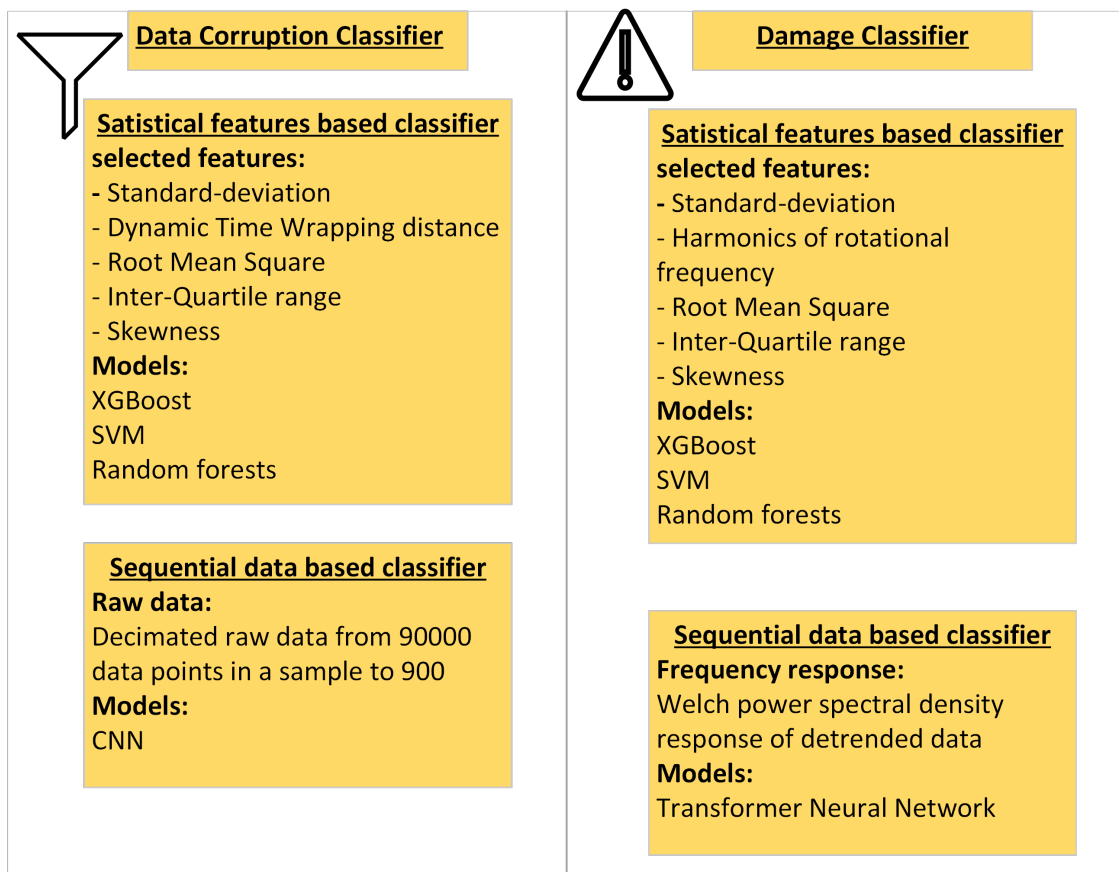 Data Corruption Classifier
Satistical features based classifier
selected features:
- Standard-deviation
- Dynamic Time Wrapping distance
- Root Mean Square
- Inter-Quartile range
- Skewness
Models:
XGBoost
SVM
Random forests
Sequential data based classifier
Raw data:
Decimated raw data from 90000
data points in a sample to 900
Models:
CNN
Damage Classifier
Satistical features based classifier
selected features:
- Standard-deviation
- Harmonics of rotational
frequency
- Root Mean Square
- Inter-Quartile range
- Skewness
Models:
XGBoost
SVM
Random forests
Sequential data based classifier
Frequency response:
Welch power spectral density
response of detrended data
Models:
Transformer Neural Network